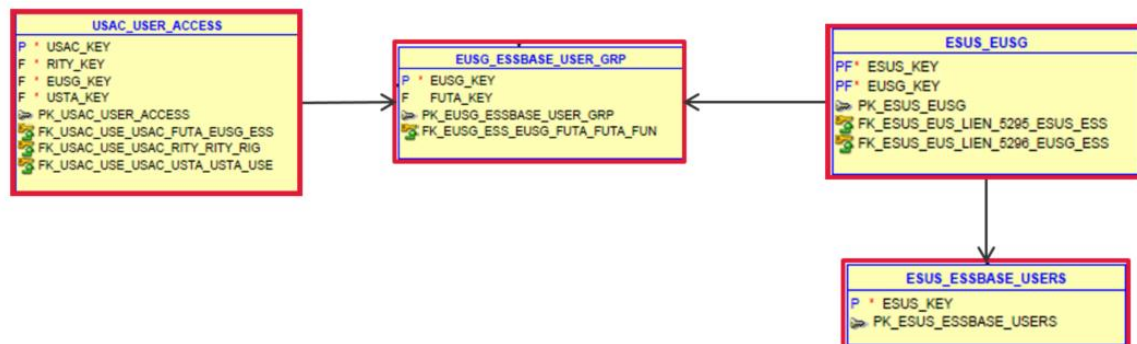 USAC_USER_ACCESS
P * USAC_KEY
F * RITY_KEY
F * EUSG_KEY
F * USTA_KEY
PK_USAC_USER_ACCESS
FK_USAC_USE_USAC_FUTA_EUSG_ESS
FK_USAC_USE_USAC_RITY_RITY_RIG
FK_USAC_USE_USAC_USTA_USTA_USE
EUSG_ESSBASE_USER_GRP
P * EUSG_KEY
F FUTA_KEY
PK_EUSG_ESSBASE_USER_GRP
FK_EUSG_ESS_EUSG_FUTA_FUTA_FUN
ESUS_EUSG
PF* ESUS_KEY
PF* EUSG_KEY
PK_ESUS_EUSG
FK_ESUS_EUS_LIEN_5295_ESUS_ESS
FK_ESUS_EUS_LIEN_5296_EUSG_ESS
ESUS_ESSBASE_USERS
P * ESUS_KEY
PK_ESUS_ESSBASE_USERS